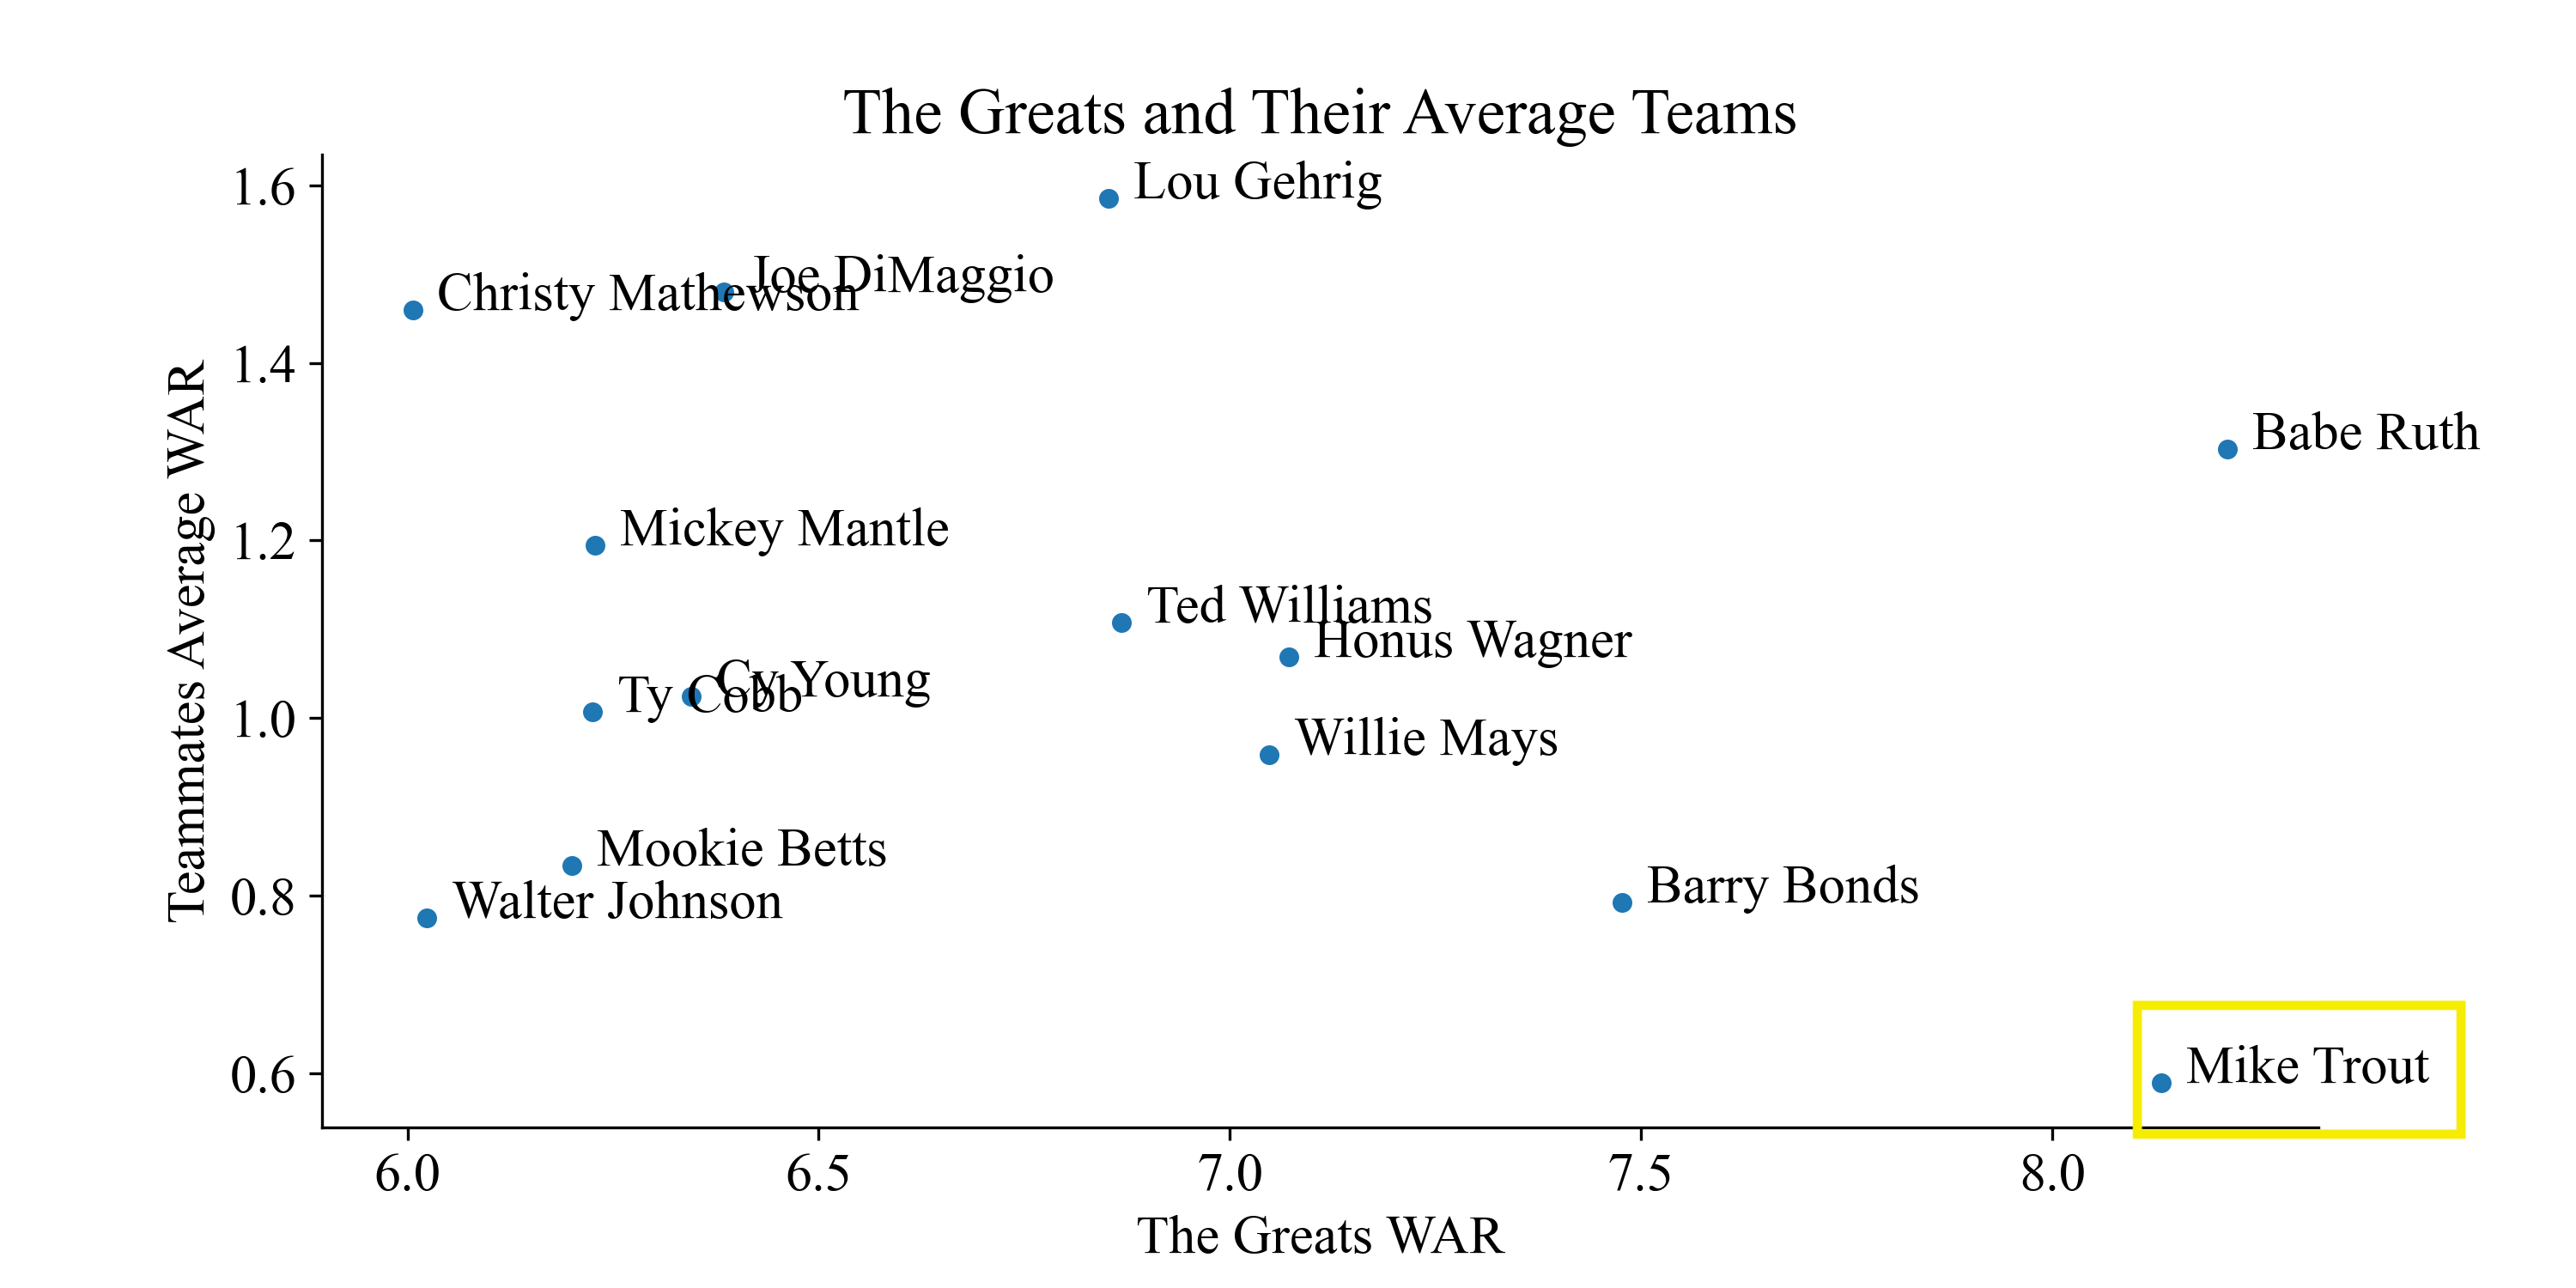 The Greats and Their Average Teams
Teammates Average WAR
1.6
1.4
1.2
1.0
0.8
0.6
Lou Gehrig
Joe DiMaggio
Christy Mathewson
Babe Ruth
Mickey Mantle
Ted Williams
Honus Wagner
Cy Young
Ty Cobb
Willie Mays
Mookie Betts
Walter Johnson
Barry Bonds
Mike Trout
6.0 6.5 7.0 7.5 8.0
The Greats WAR